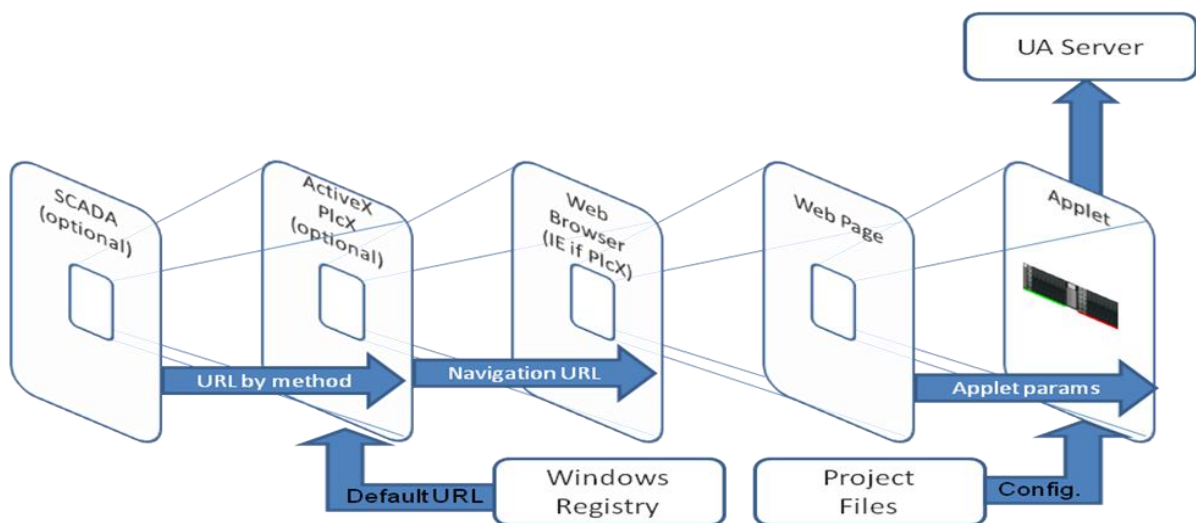 UA Server
SCADA
(optional)
ActiveX
PlcX
(optional)
Web
Browser
(IE if PlcX)
Web Page
Applet
URL by method
Navigation URL
Applet params
Default URL
Windows
Registry
Project
Files
Config.